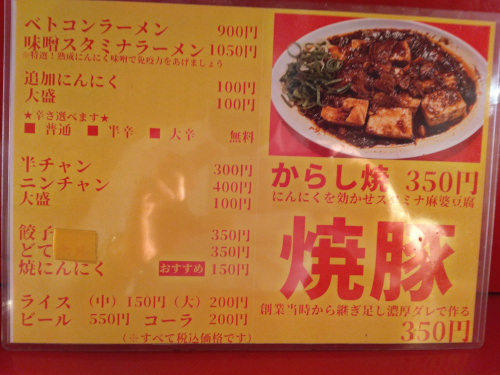 ベトコンラーメン 900円
味噌スタミナラーメン 1050円
※特選!熟成にんにく味噌で免疫力をあげましょう
追加にんにく 100円
大盛 100円
★辛さ選べます★
■ 普通 ■ 半辛 ■ 大辛 無料
半チャン 300円
ニンチャン 400円
大盛 100円
餃子 350円
どて 350円
焼にんにく おすすめ 150円
ライス (中) 150円 (大) 200円
ビール 550円 コーラ 200円
(※すべて税込価格です)
からし焼 350円
にんにくを効かせスタミナ麻婆豆腐
焼豚
創業当時から継ぎ足し濃厚ダレで作る
350円